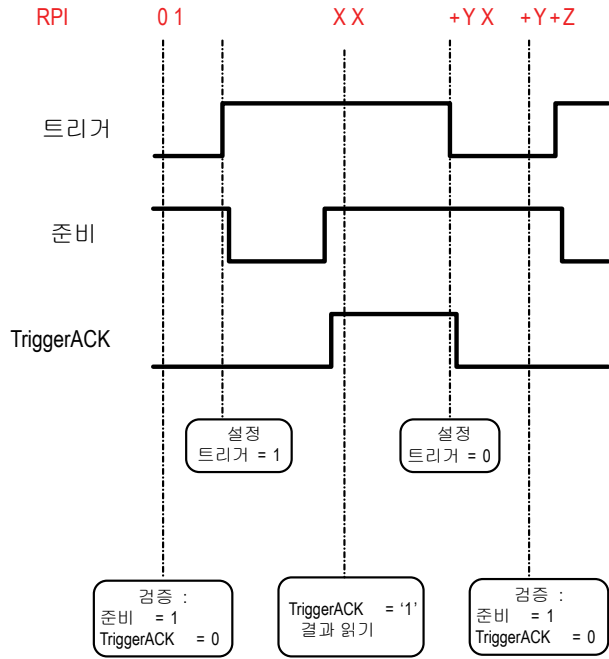 RPI 0 1 X X +Y X +Y+Z
트리거
준비
TriggerACK
설정
트리거 = 1
설정
트리거 = 0
검증 :
준비 = 1
TriggerACK = 0
TriggerACK = ‘1’
결과 읽기
검증 :
준비 = 1
TriggerACK = 0